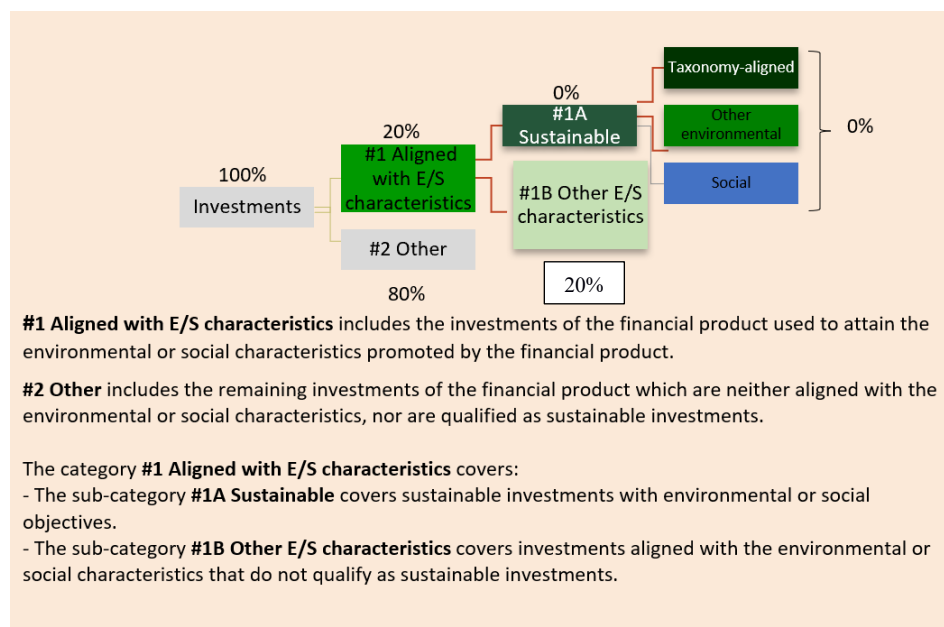 Taxonomy-aligned
0%
#1A
Sustainable
Other
environmental
0%
20%
#1 Aligned
with E/S
characteristics
100%
Investments
#1B Other E/S
characteristics
Social
#2 Other
80%
20%
#1 Aligned with E/S characteristics includes the investments of the financial product used to attain the
environmental or social characteristics promoted by the financial product.
#2 Other includes the remaining investments of the financial product which are neither aligned with the
environmental or social characteristics, nor are qualified as sustainable investments.
The category #1 Aligned with E/S characteristics covers:
- The sub-category #1A Sustainable covers sustainable investments with environmental or social
objectives.
- The sub-category #1B Other E/S characteristics covers investments aligned with the environmental or
social characteristics that do not qualify as sustainable investments.